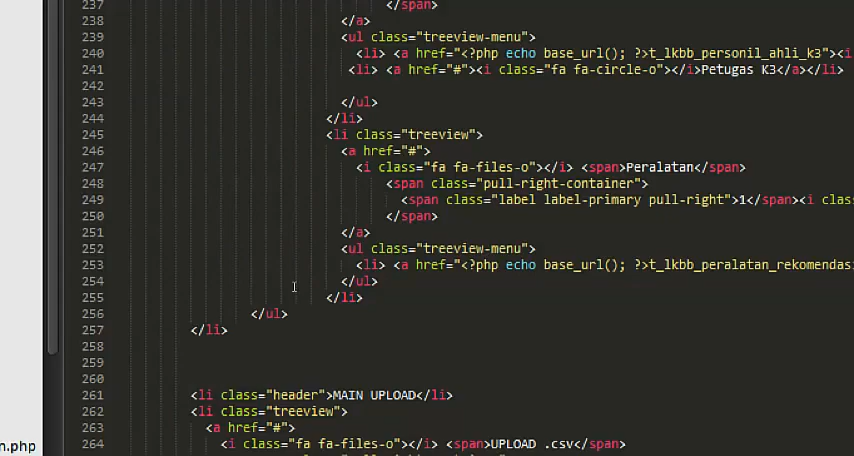 237 </span>
238 </a>
239 <ul class="treeview-menu">
240 <li> <a href="<?php echo base_url(); ?>t_lkbb_personil_ahli_k3"><i
241 <li> <a href="#"><i class="fa fa-circle-o"></i>Petugas K3</a></li>
242
243 </ul>
244 </li>
245 <li class="treeview">
246 <a href="#">
247 <i class="fa fa-files-o"></i> <span>Peralatan</span>
248 <span class="pull-right-container">
249 <span class="label label-primary pull-right">1</span><i clas
250 </span>
251 </a>
252 <ul class="treeview-menu">
253 <li> <a href="<?php echo base_url(); ?>t_lkbb_peralatan_rekomendas
254 </ul>
255 </li>
256 </ul>
257 </li>
258
259
260
261 <li class="header">MAIN UPLOAD</li>
262 <li class="treeview">
263 <a href="#">
n.php
264 <i class="fa fa-files-o"></i> <span>UPLOAD .csv</span>